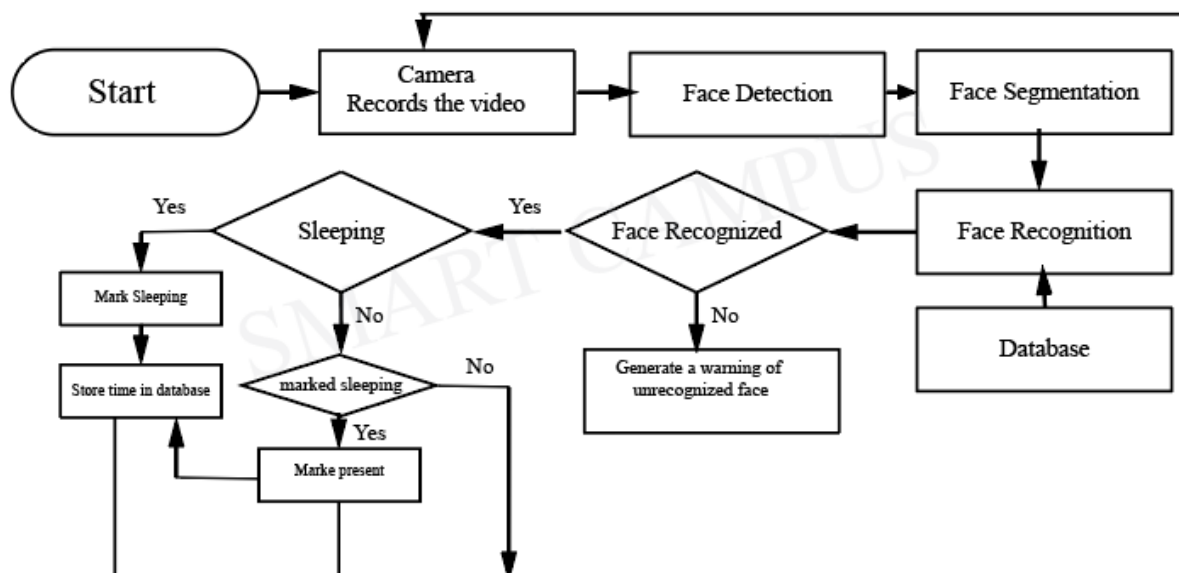 Start
Camera
Records the video
Face Detection
Face Segmentation
SMART CAMPUS
Yes
Sleeping
Yes
Face Recognized
Face Recognition
Mark Sleeping
No
No
Database
Store time in database
marked sleeping
No
Generate a warning of
unrecognized face
Yes
Marke present